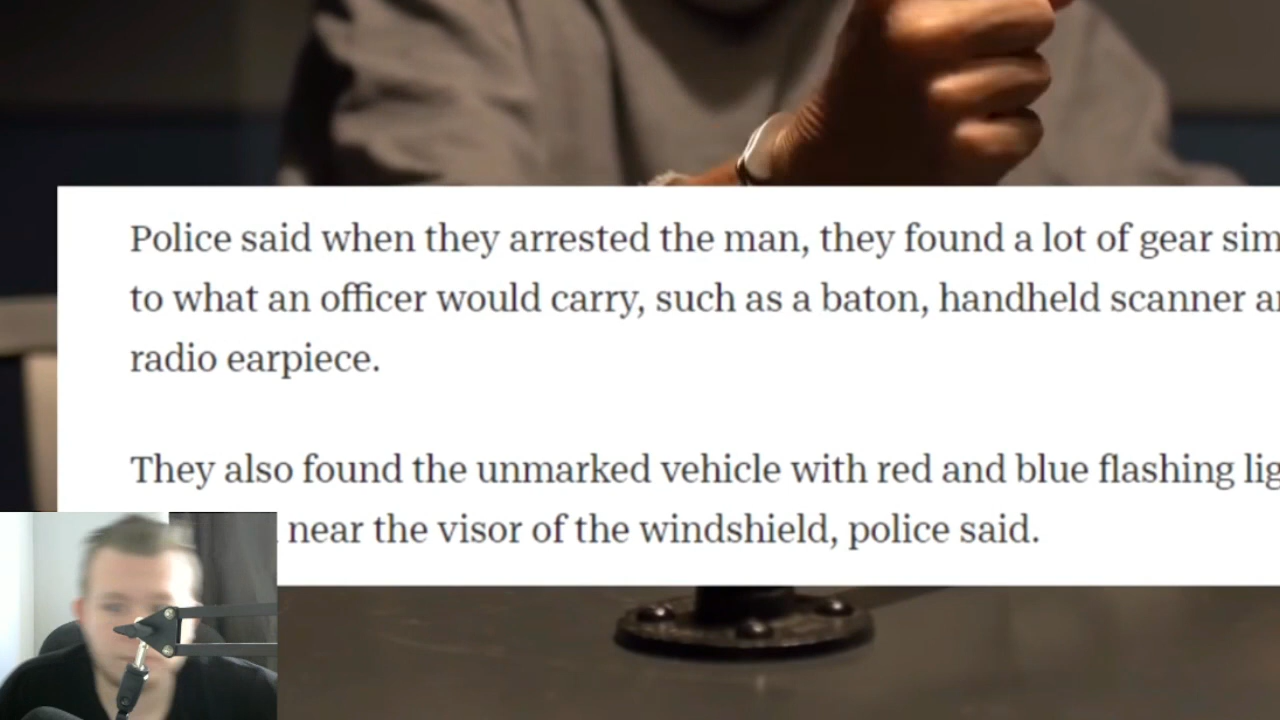 Police said when they arrested the man, they found a lot of gear sim
to what an officer would carry, such as a baton, handheld scanner a
radio earpiece.
They also found the unmarked vehicle with red and blue flashing lig
near the visor of the windshield, police said.